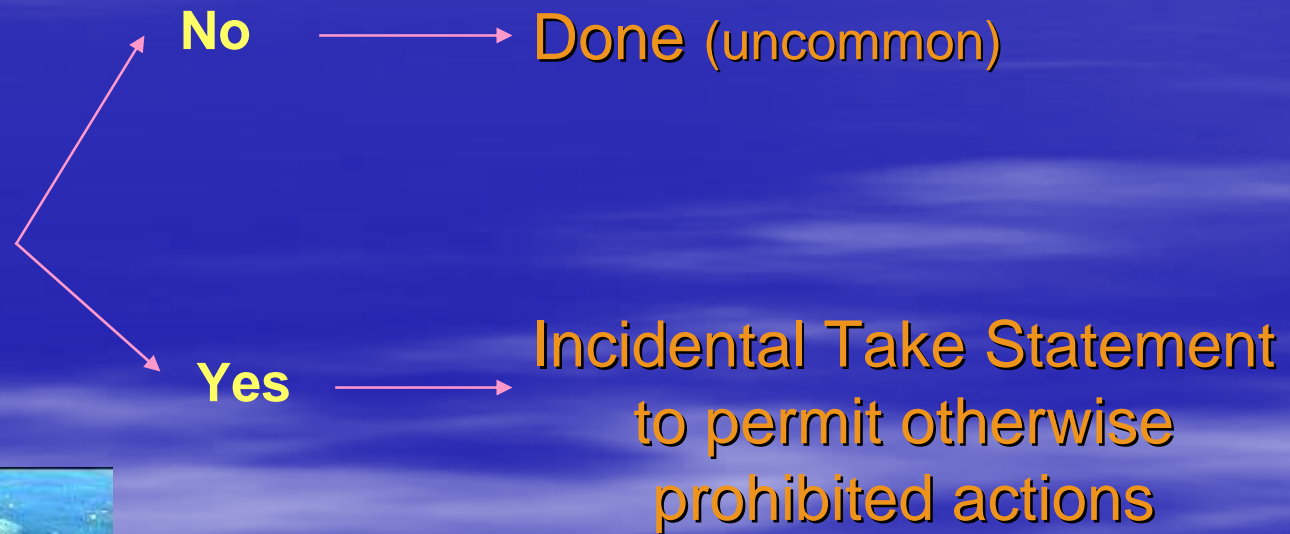 No
Done (uncommon)
Yes
Incidental Take Statement
to permit otherwise
prohibited actions